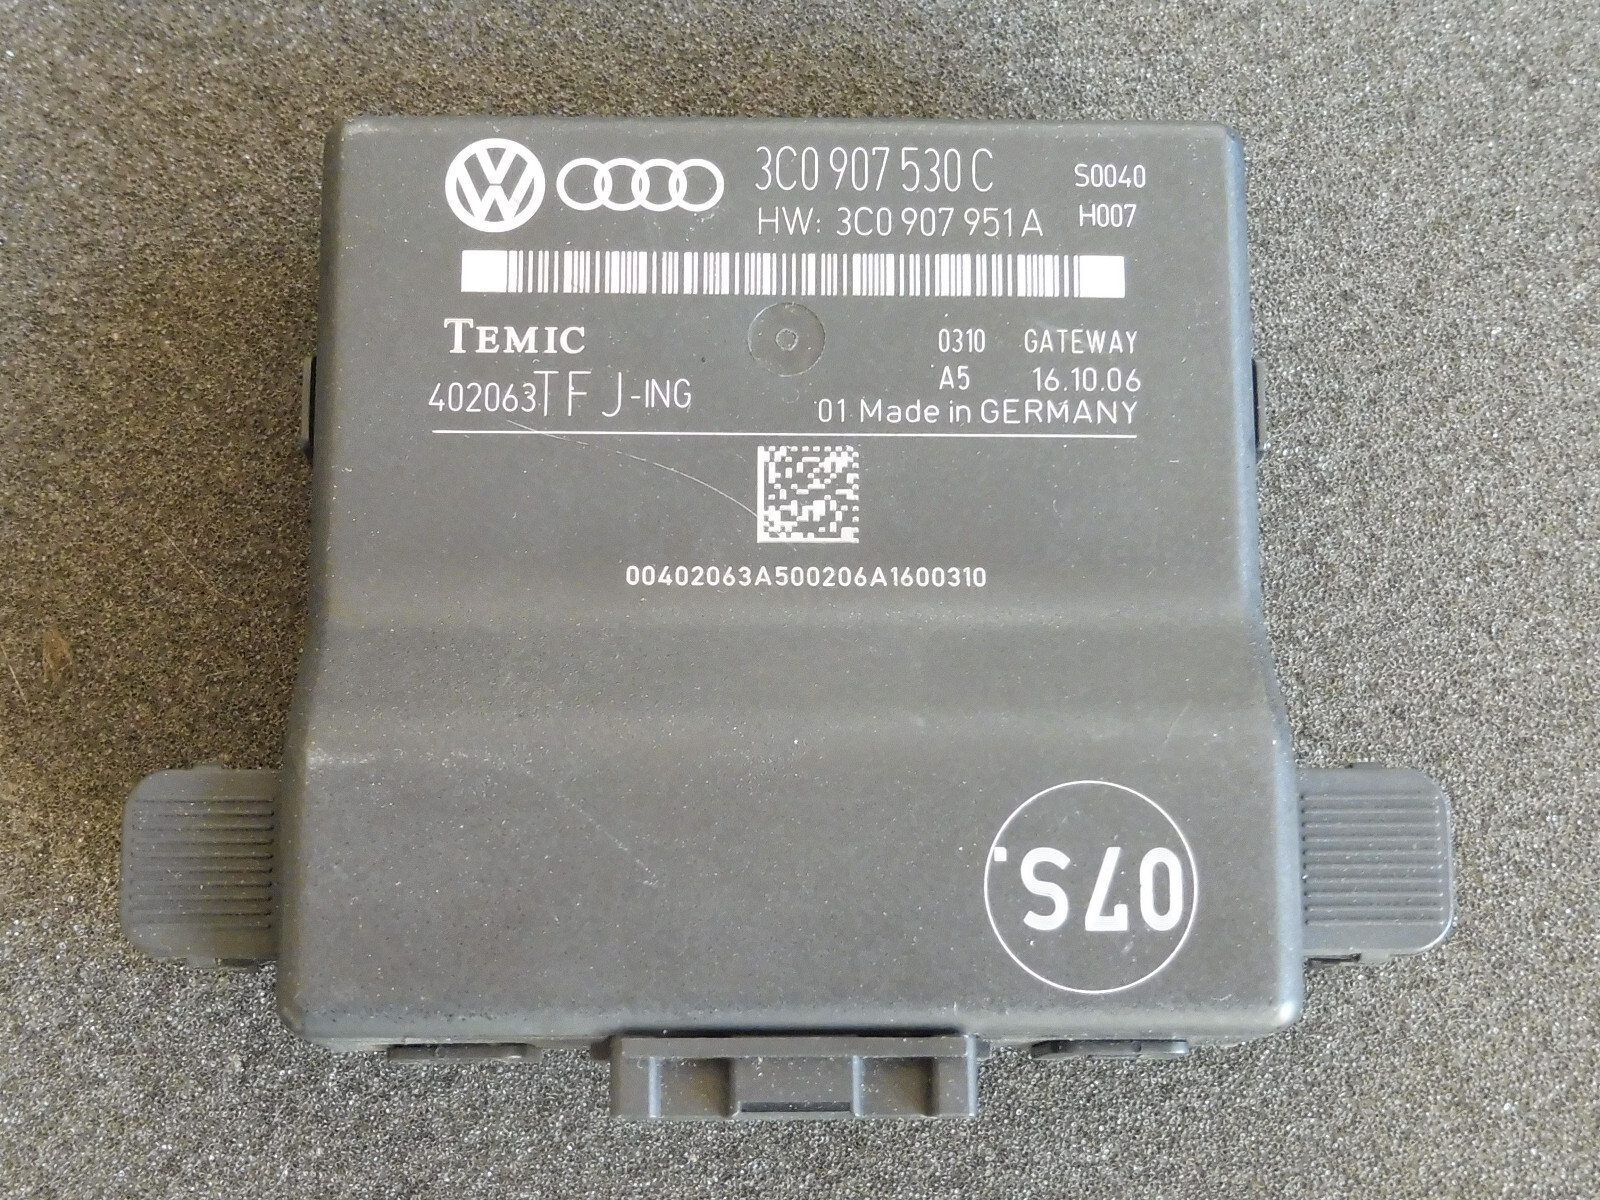 3C0 907 530 C S0040
HW: 3C0 907 951 A H007
TEMIC 0310 GATEWAY
A5 16.10.06
402063TFJ-ING
01 Made in GERMANY
00402063A500206A1600310
07S.